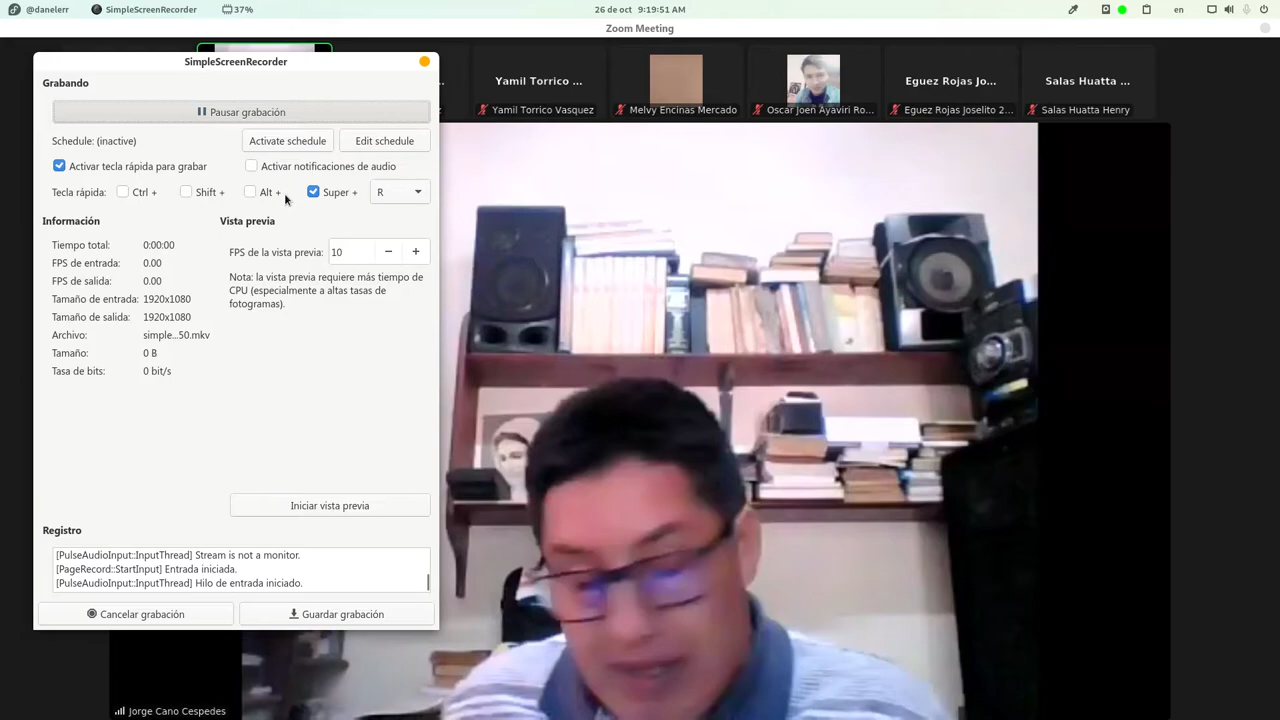 @danelerr SimpleScreenRecorder 37% 26 de oct 9:19:51 AM en
Zoom Meeting
SimpleScreenRecorder
Grabando
Pausar grabación
Schedule: (inactive) Activate schedule Edit schedule
Activar tecla rápida para grabar Activar notificaciones de audio
Tecla rápida: Ctrl + Shift + Alt + Super + R
Información
Tiempo total: 0:00:00
FPS de entrada: 0.00
FPS de salida: 0.00
Tamaño de entrada: 1920x1080
Tamaño de salida: 1920x1080
Archivo: simple...50.mkv
Tamaño: 0 B
Tasa de bits: 0 bit/s
Vista previa
FPS de la vista previa: 10 − +
Nota: la vista previa requiere más tiempo de
CPU (especialmente a altas tasas de
fotogramas).
Iniciar vista previa
Registro
[PulseAudioInput::InputThread] Stream is not a monitor.
[PageRecord::StartInput] Entrada iniciada.
[PulseAudioInput::InputThread] Hilo de entrada iniciado.
Cancelar grabación Guardar grabación
Yamil Torrico ...
Yamil Torrico Vasquez
Melvy Encinas Mercado
Oscar Joen Ayaviri Ro...
Eguez Rojas Jo...
Eguez Rojas Joselito 2...
Salas Huatta ...
Salas Huatta Henry
Jorge Cano Cespedes